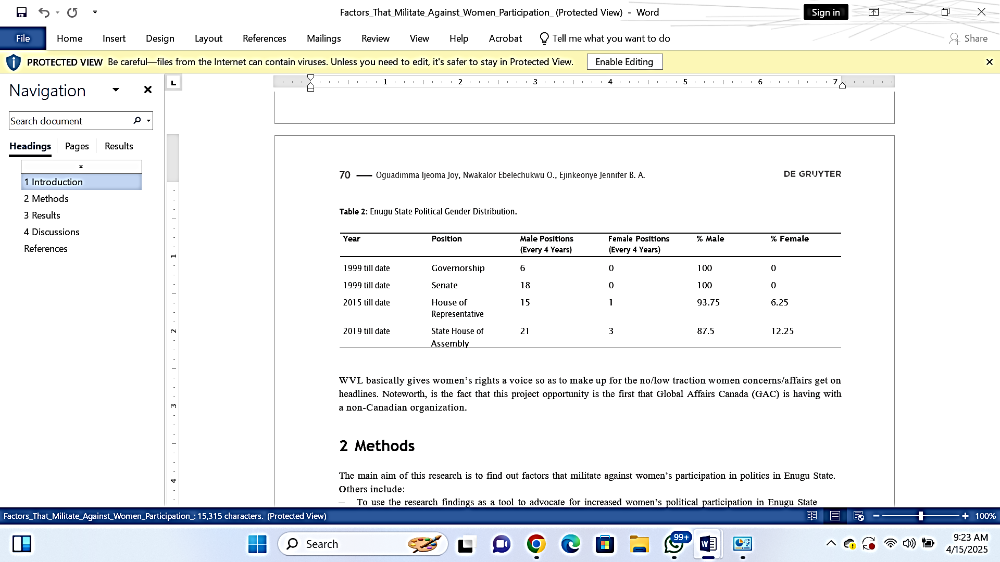 Factors_That_Militate_Against_Women_Participation_ (Protected View) - Word
Sign in
File Home Insert Design Layout References Mailings Review View Help Acrobat Tell me what you want to do Share
PROTECTED VIEW Be careful—files from the Internet can contain viruses. Unless you need to edit, it's safer to stay in Protected View. Enable Editing
Navigation
Search document
Headings Pages Results
1 Introduction
2 Methods
3 Results
4 Discussions
References
1 2 3 4 5 6 7
1
2
3
4
70 — Oguadimma Ijeoma Joy, Nwakalor Ebelechukwu O., Ejinkeonye Jennifer B. A. DE GRUYTER
Table 2: Enugu State Political Gender Distribution.
Year Position Male Positions Female Positions % Male % Female
(Every 4 Years) (Every 4 Years)
1999 till date Governorship 6 0 100 0
1999 till date Senate 18 0 100 0
2015 till date House of 15 1 93.75 6.25
Representative
2019 till date State House of 21 3 87.5 12.25
Assembly
WVL basically gives women's rights a voice so as to make up for the no/low traction women concerns/affairs get on
headlines. Noteworth, is the fact that this project opportunity is the first that Global Affairs Canada (GAC) is having with
a non-Canadian organization.
2 Methods
The main aim of this research is to find out factors that militate against women's participation in politics in Enugu State.
Others include:
— To use the research findings as a tool to advocate for increased women's political participation in Enugu State
Factors_That_Militate_Against_Women_Participation_: 15,315 characters. (Protected View)
100%
Search
99+
9:23 AM
4/15/2025